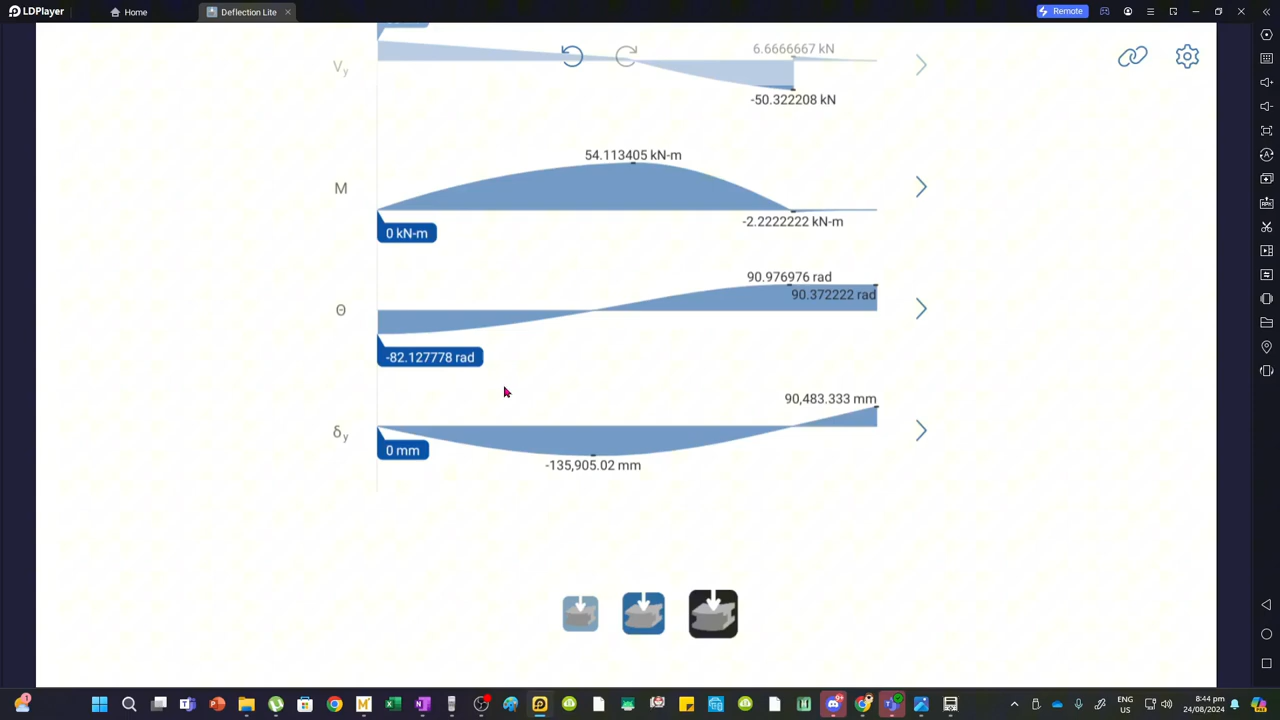 LDPlayer
Home
Deflection Lite
Remote
Vy
6.6666667 kN
-50.322208 kN
54.113405 kN-m
M
-2.2222222 kN-m
0 kN-m
90.976976 rad
90.372222 rad
Θ
-82.127778 rad
90,483.333 mm
δy
0 mm
-135,905.02 mm
1
ENG
US
8:44 pm
24/08/2024